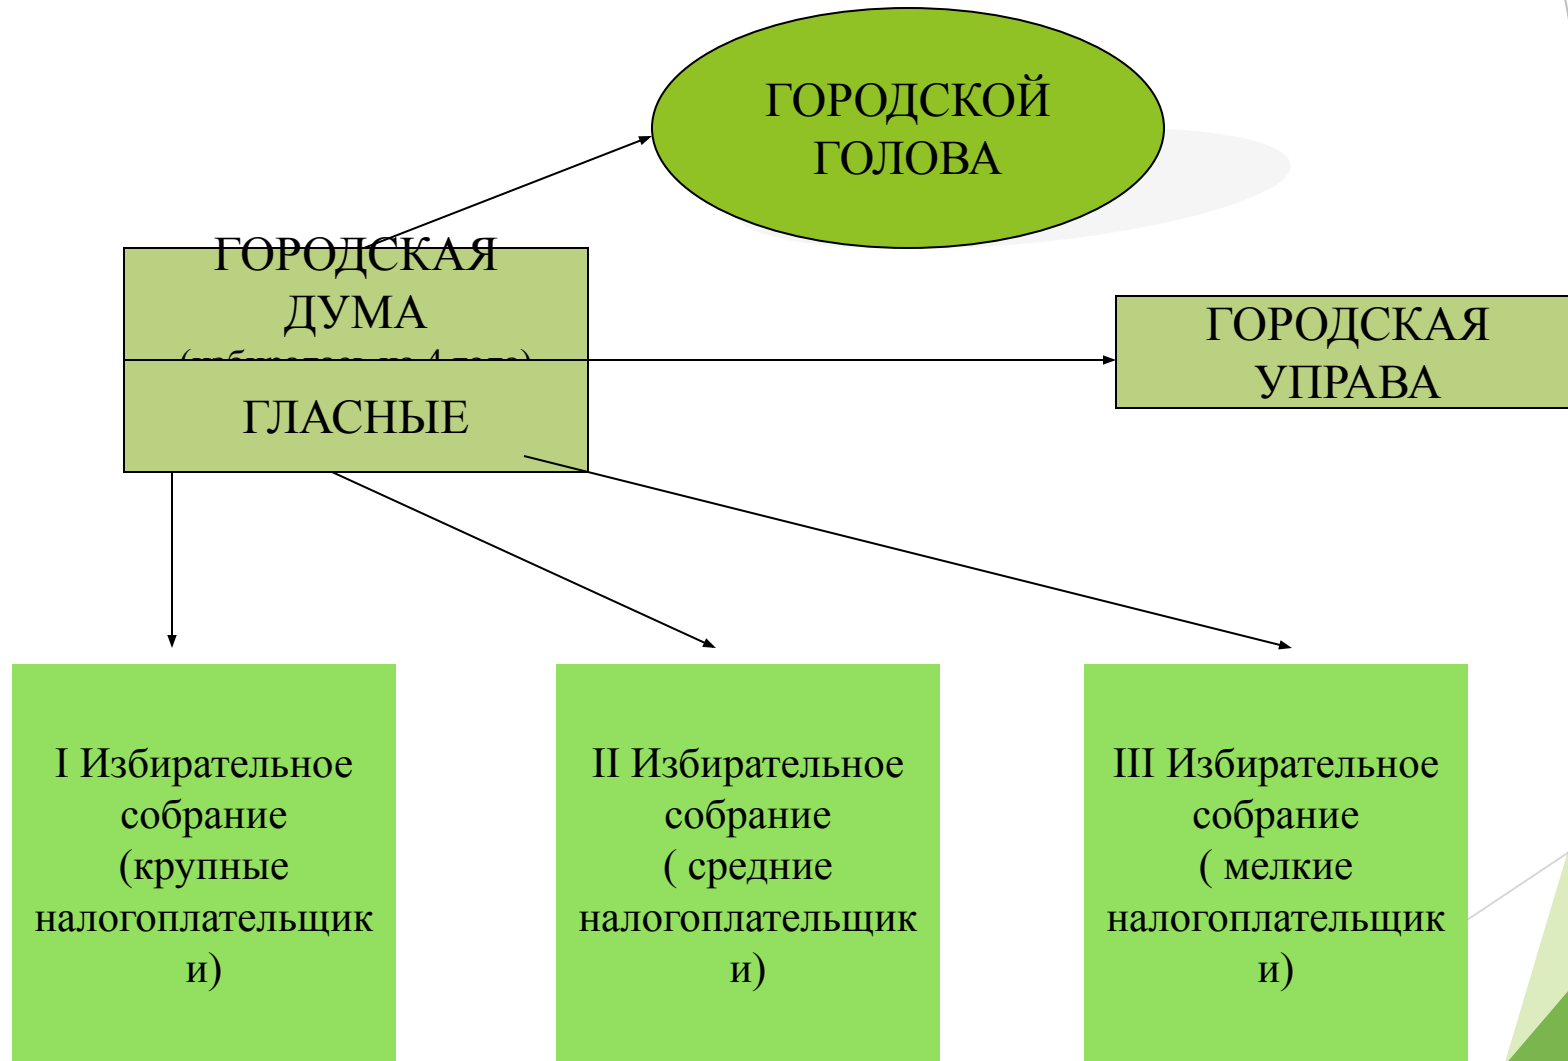 ГОРОДСКОЙ
ГОЛОВА
ГОРОДСКАЯ
ДУМА
ГОРОДСКАЯ
УПРАВА
ГЛАСНЫЕ
I Избирательное
собрание
(крупные
налогоплательщик
и)
II Избирательное
собрание
( средние
налогоплательщик
и)
III Избирательное
собрание
( мелкие
налогоплательщик
и)